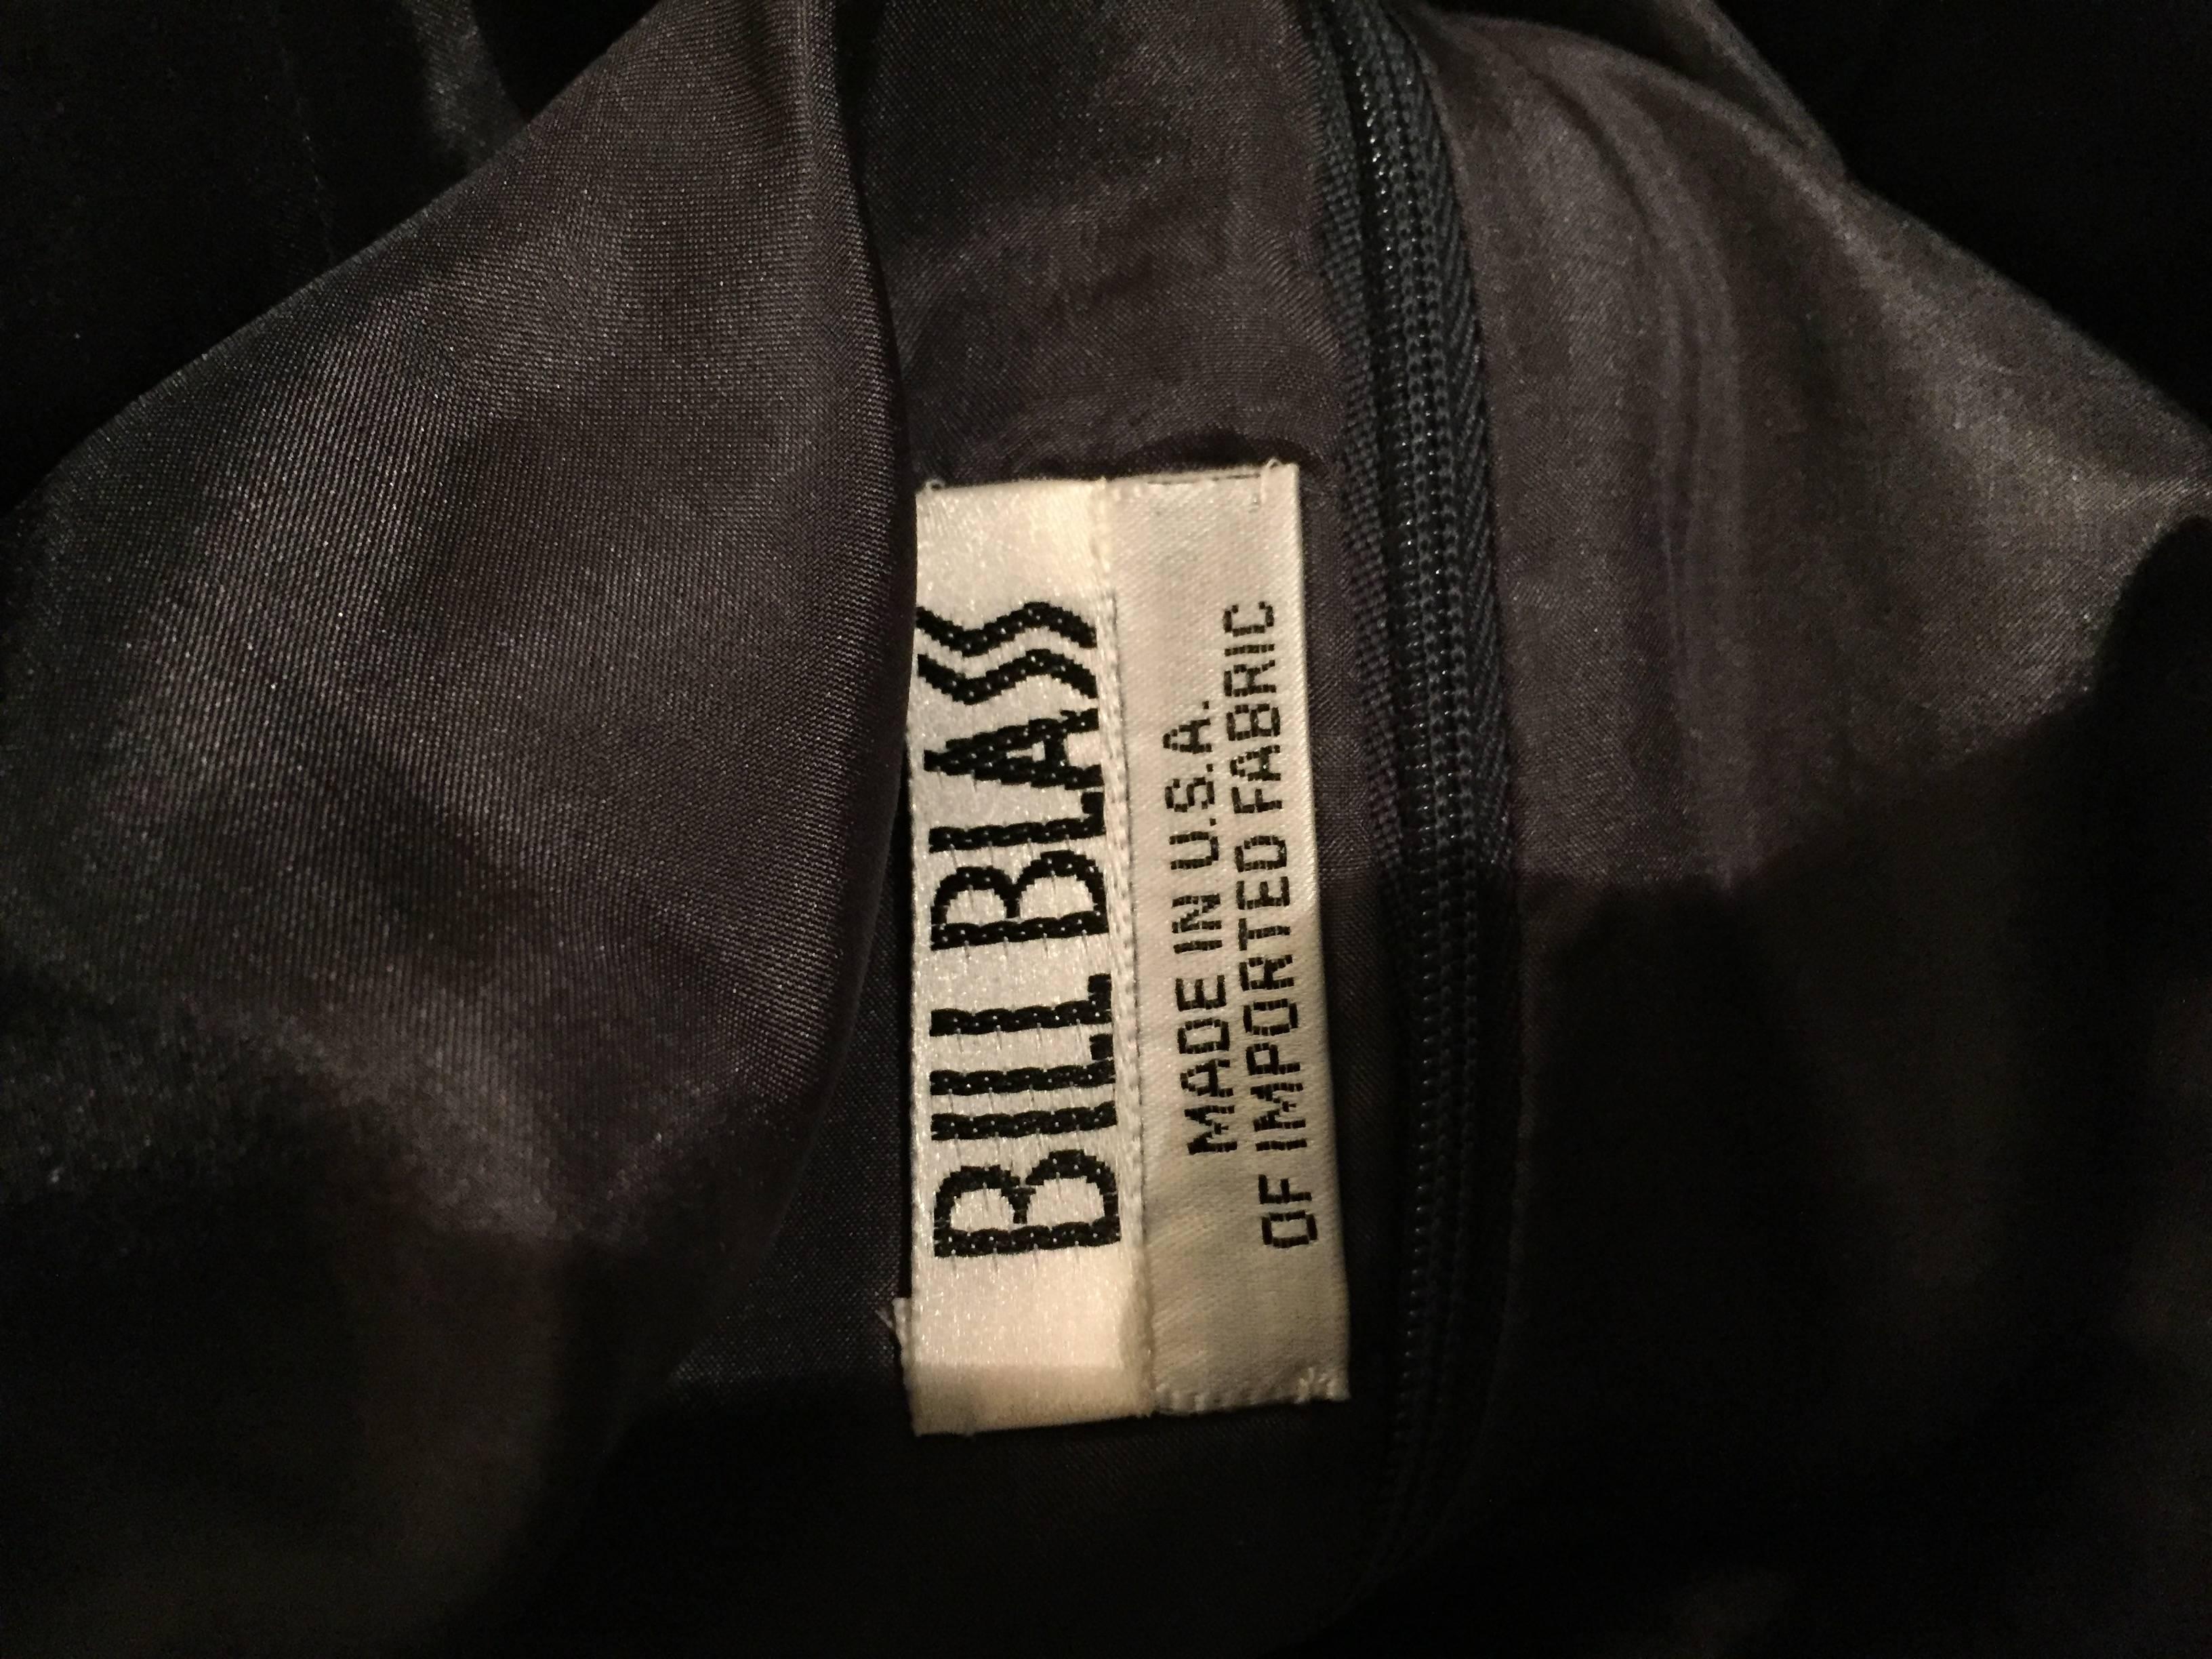 BILL BLASS
MADE IN U.S.A.
OF IMPORTED FABRIC